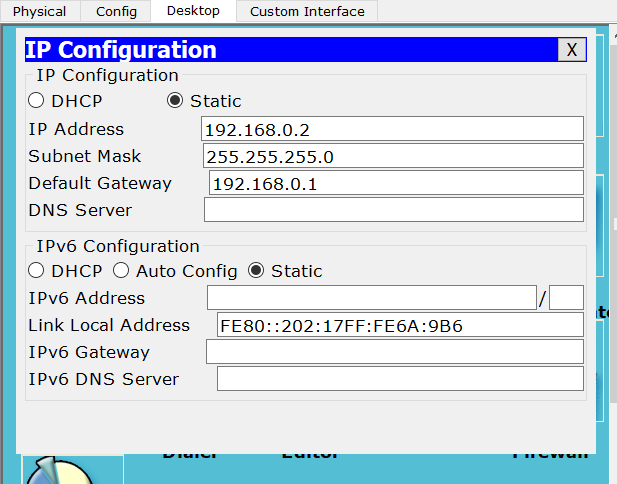 Physical Config Desktop Custom Interface
IP Configuration X
IP Configuration
DHCP Static
IP Address 192.168.0.2
Subnet Mask 255.255.255.0
Default Gateway 192.168.0.1
DNS Server
IPv6 Configuration
DHCP Auto Config Static
IPv6 Address /
Link Local Address FE80::202:17FF:FE6A:9B6
IPv6 Gateway
IPv6 DNS Server
Dialer Editor Firewall